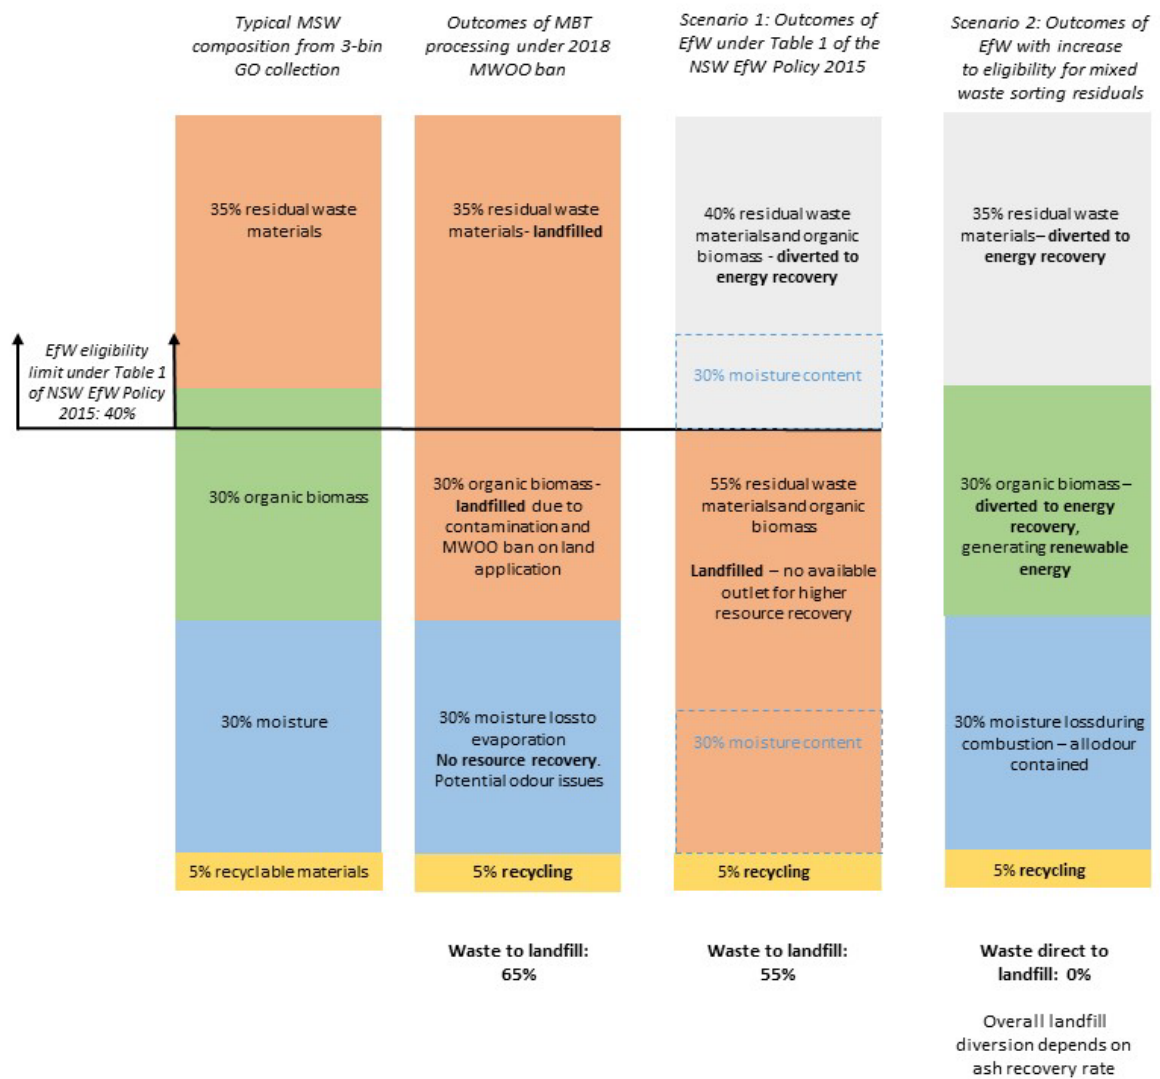 Typical MSW
composition from 3-bin
GO collection
Outcomes of MBT
processing under 2018
MWOO ban
Scenario 1: Outcomes of
EfW under Table 1 of the
NSW EfW Policy 2015
Scenario 2: Outcomes of
EfW with increase
to eligibility for mixed
waste sorting residuals
EfW eligibility
limit under Table 1
of NSW EfW Policy
2015: 40%
35% residual waste
materials
30% organic biomass
30% moisture
5% recyclable materials
35% residual waste
materials- landfilled
30% organic biomass-
landfilled due to
contamination and
MWOO ban on land
application
30% moisture lossto
evaporation
No resource recovery.
Potential odour issues
5% recycling
Waste to landfill:
65%
40% residual waste
materialsand organic
biomass - diverted to
energy recovery
30% moisture content
55% residual waste
materialsand organic
biomass
Landfilled – no available
outlet for higher
resource recovery
30% moisture content
5% recycling
Waste to landfill:
55%
35% residual waste
materials– diverted to
energy recovery
30% organic biomass–
diverted to energy
recovery,
generating renewable
energy
30% moisture lossduring
combustion – allodour
contained
5% recycling
Waste direct to
landfill: 0%
Overall landfill
diversion depends on
ash recovery rate